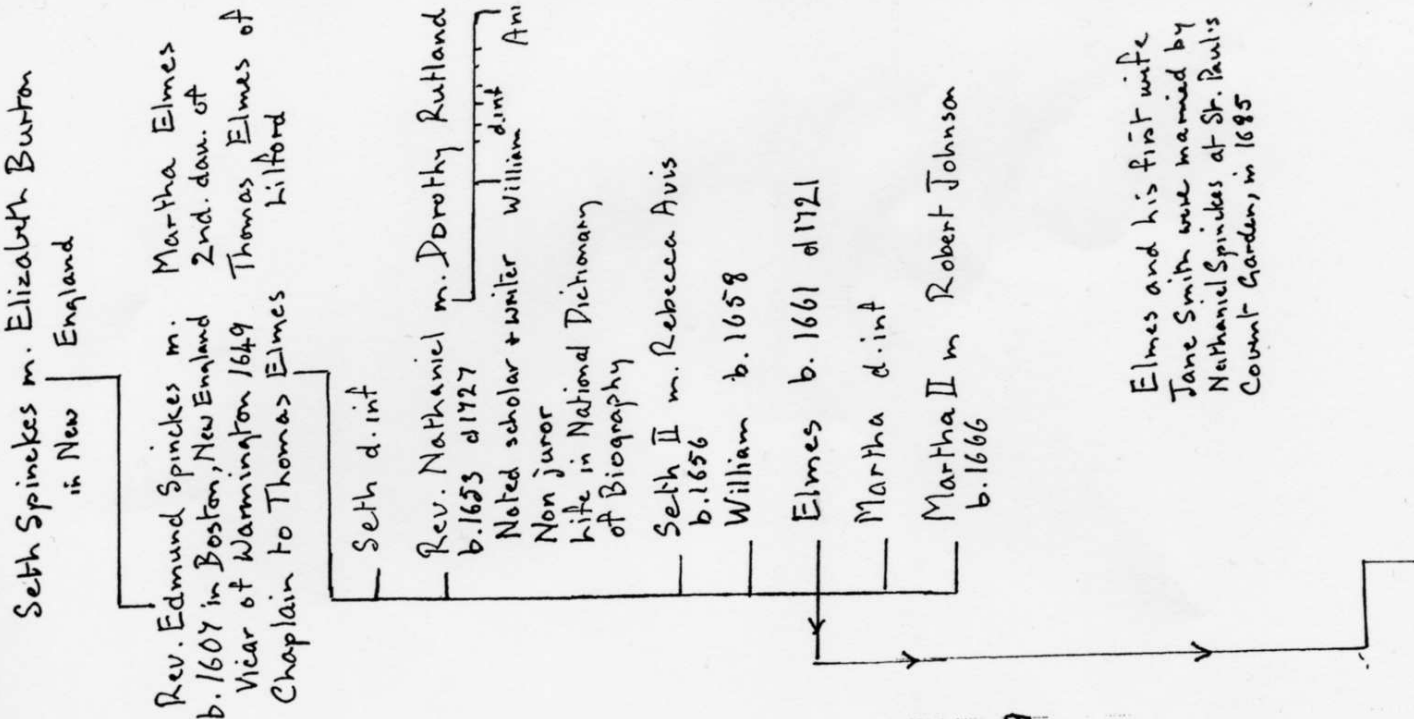 Seth Spinckes m. Elizabeth Burton
in New England
Rev. Edmund Spinckes m. Martha Elmes
b. 1607 in Boston, New England 2nd. dau. of
Vicar of Warmington 1649 Thomas Elmes of
Chaplain to Thomas Elmes Lilford
Seth d. inf
Rev. Nathaniel m. Dorothy Rutland
b. 1653 d 1727
Noted scholar + writer
Non juror
Life in National Dictionary
of Biography
William d. inf Ann
Seth II m. Rebecca Avis
b. 1656
William b. 1658
Elmes b. 1661 d 1721
Martha d. inf
Martha II m Robert Johnson
b. 1666
Elmes and his first wife
Jane Smith were married by
Nathaniel Spinckes at St. Paul's
Covent Garden, in 1685